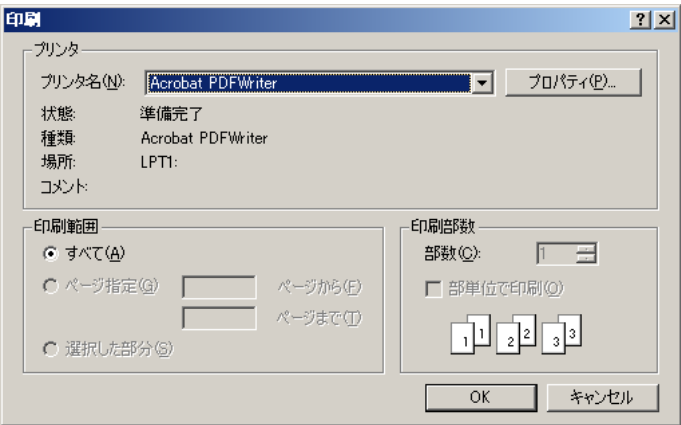 印刷
プリンタ
プリンタ名(N): Acrobat PDFWriter プロパティ(P)...
状態: 準備完了
種類: Acrobat PDFWriter
場所: LPT1:
コメント:
印刷範囲
すべて(A)
ページ指定(G) ページから(F)
ページまで(T)
選択した部分(S)
印刷部数
部数(C): 1
部単位で印刷(O)
1 1 2 2 3 3
OK キャンセル